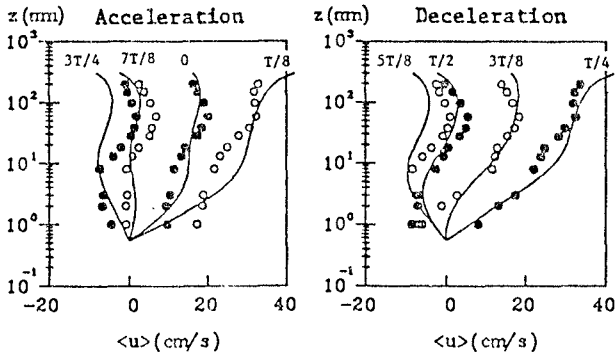 z(mm) Acceleration
z(mm) Deceleration
10³
3T/4 7T/8 0 T/8
10²
10¹
10⁰
10⁻¹
-20 0 20 40
<u>(cm/s)
10³
5T/8 T/2 3T/8 T/4
10²
10¹
10⁰
10⁻¹
-20 0 20 40
<u>(cm/s)